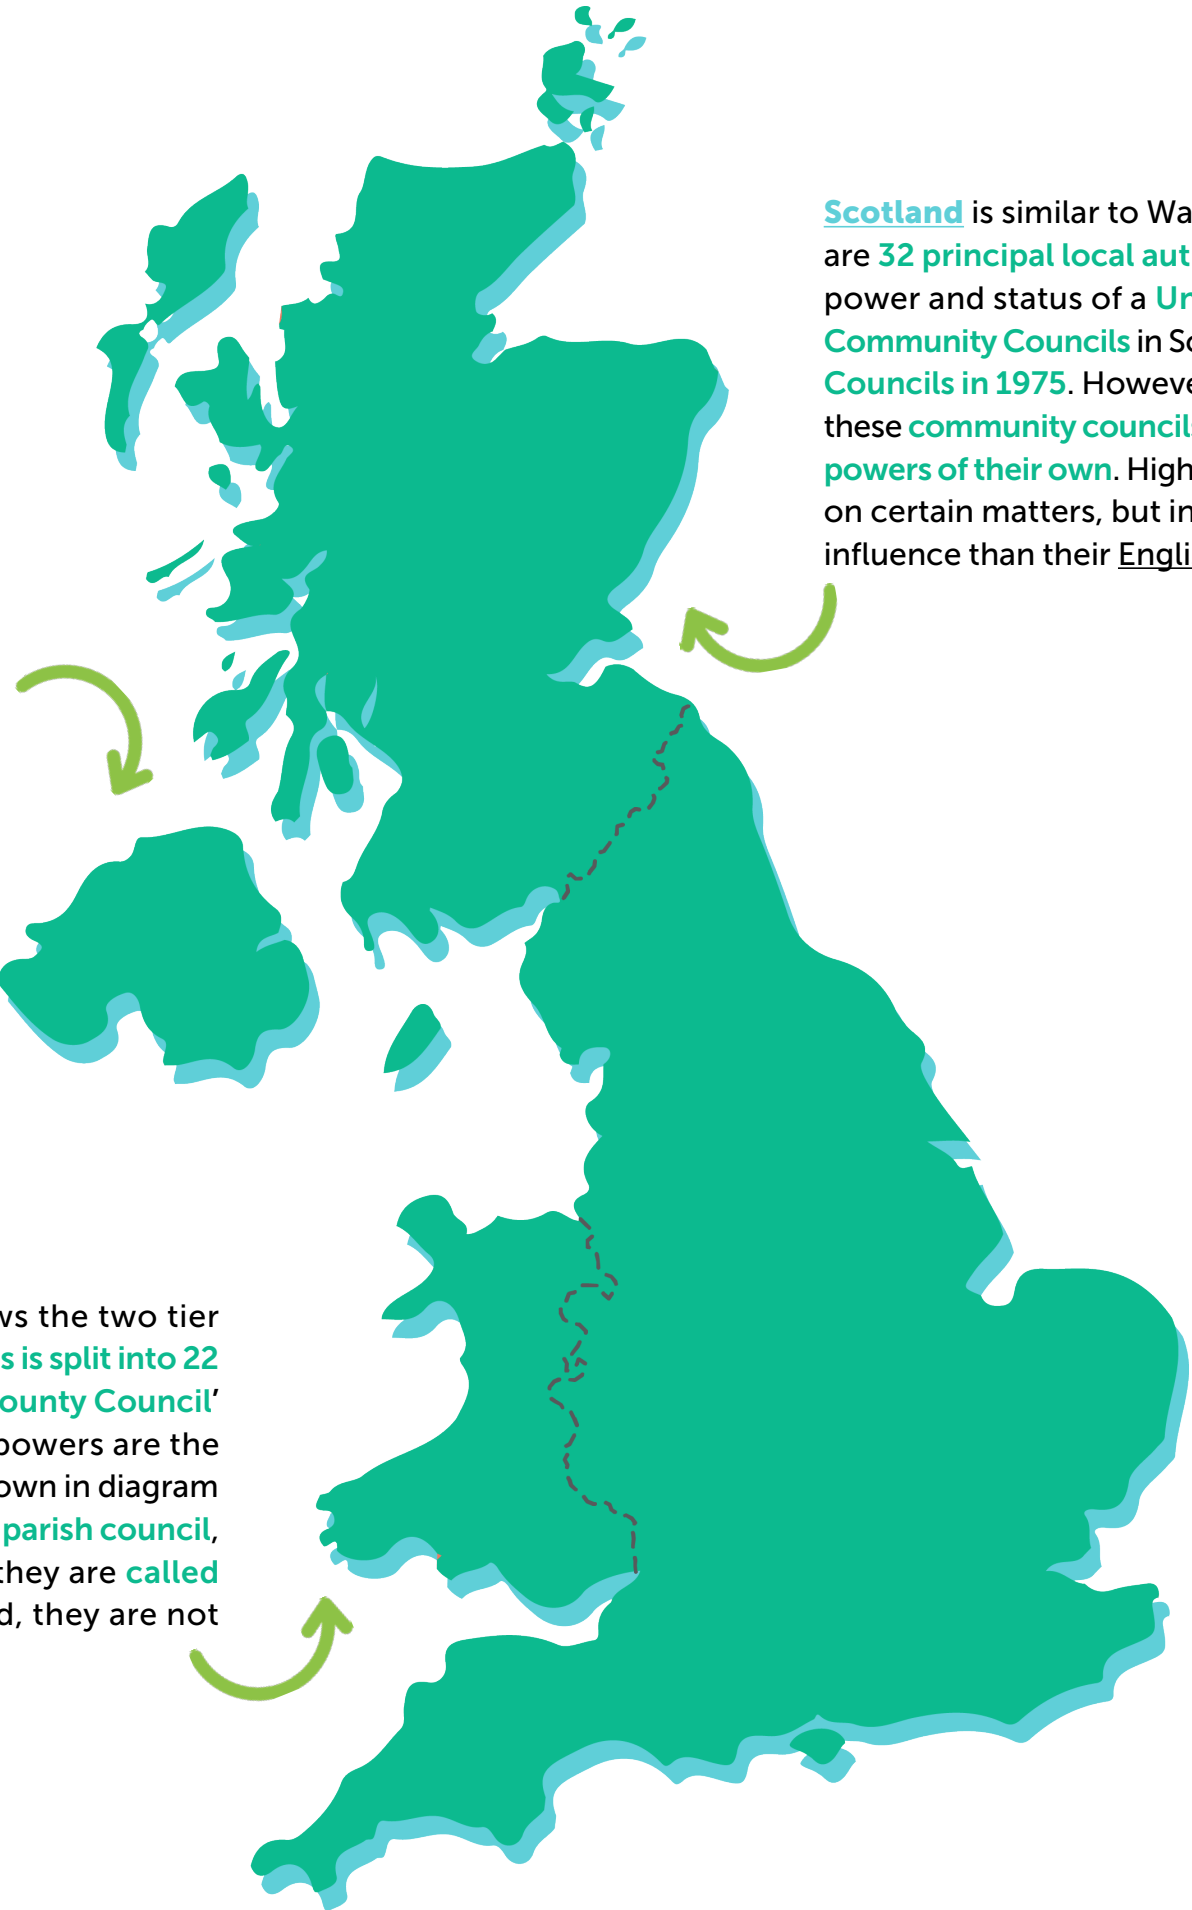 Scotland is similar to Wa
are 32 principal local aut
power and status of a Un
Community Councils in Sc
Councils in 1975. Howeve
these community councils
powers of their own. High
on certain matters, but in
influence than their Engli
ws the two tier
s is split into 22
ounty Council’
powers are the
own in diagram
parish council,
they are called
d, they are not